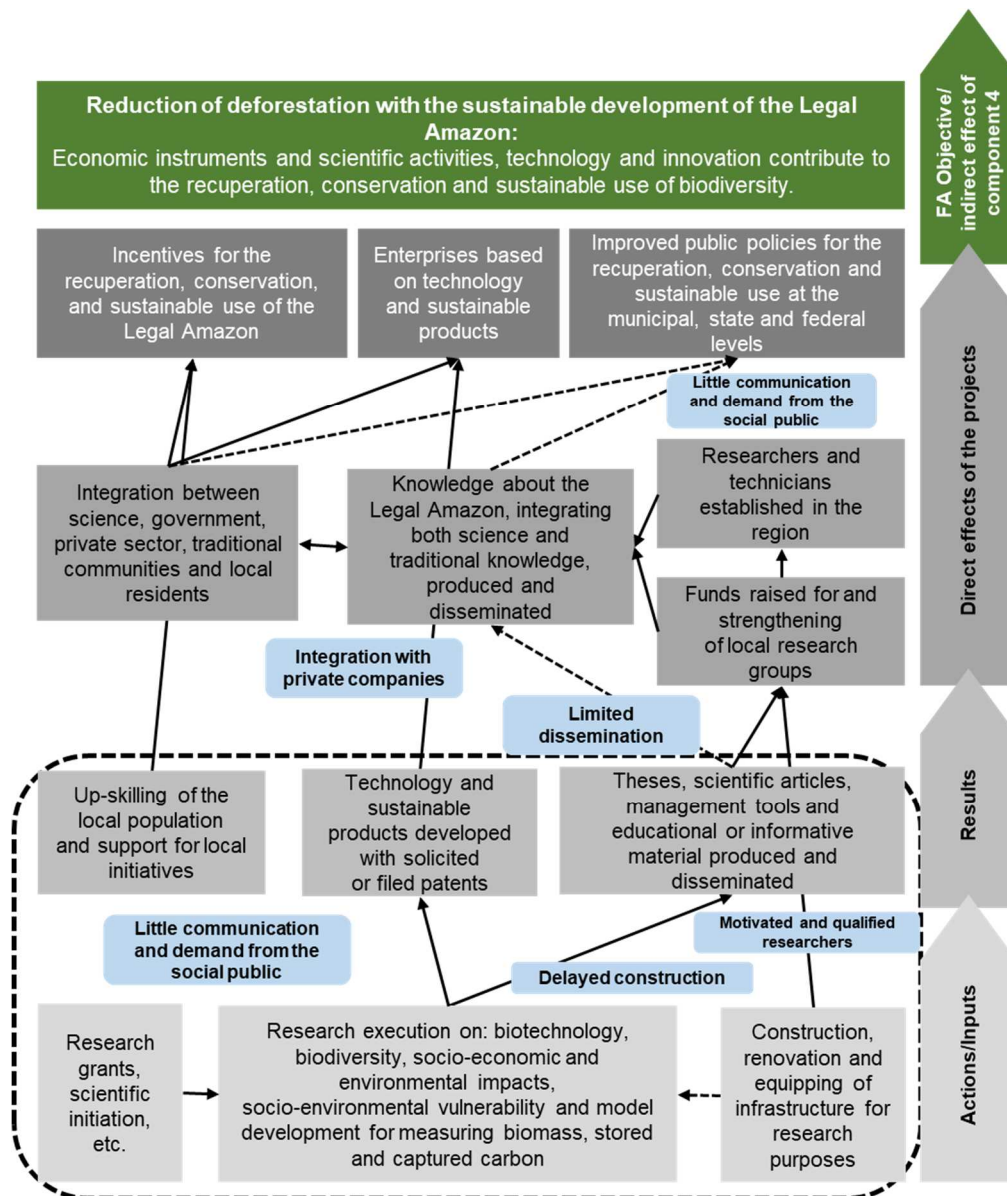 Reduction of deforestation with the sustainable development of the Legal
Amazon:
Economic instruments and scientific activities, technology and innovation contribute to
the recuperation, conservation and sustainable use of biodiversity.
FA Objective/
indirect effect of
component 4
Incentives for the
recuperation, conservation,
and sustainable use of the
Legal Amazon
Enterprises based
on technology
and sustainable
products
Improved public policies for the
recuperation, conservation and
sustainable use at the
municipal, state and federal
levels
Little communication
and demand from the
social public
Integration between
science, government,
private sector, traditional
communities and local
residents
Knowledge about the
Legal Amazon, integrating
both science and
traditional knowledge,
produced and
disseminated
Researchers and
technicians
established in the
region
Funds raised for and
strengthening
of local research
groups
Direct effects of the projects
Integration with
private companies
Limited
dissemination
Up-skilling of the
local population
and support for local
initiatives
Technology and
sustainable
products developed
with solicited
or filed patents
Theses, scientific articles,
management tools and
educational or informative
material produced and
disseminated
Results
Little communication
and demand from the
social public
Delayed construction
Motivated and qualified
researchers
Research
grants,
scientific
initiation,
etc.
Research execution on: biotechnology,
biodiversity, socio-economic and
environmental impacts,
socio-environmental vulnerability and model
development for measuring biomass, stored
and captured carbon
Construction,
renovation and
equipping of
infrastructure for
research
purposes
Actions/Inputs